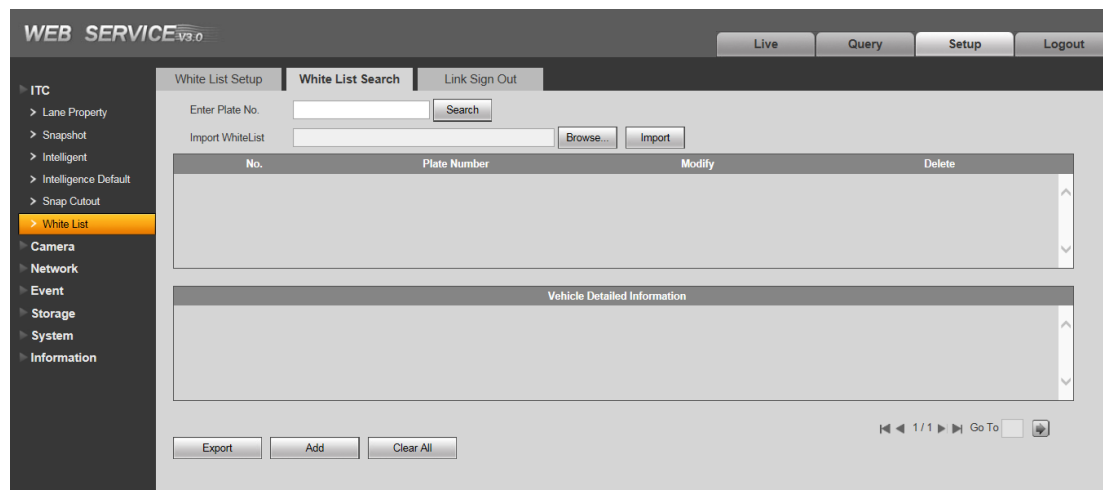 WEB SERVICE V3.0
Live Query Setup Logout
White List Setup White List Search Link Sign Out
ITC
> Lane Property
> Snapshot
> Intelligent
> Intelligence Default
> Snap Cutout
> White List
Camera
Network
Event
Storage
System
Information
Enter Plate No. Search
Import WhiteList Browse... Import
No. Plate Number Modify Delete
Vehicle Detailed Information
1 / 1 Go To
Export Add Clear All